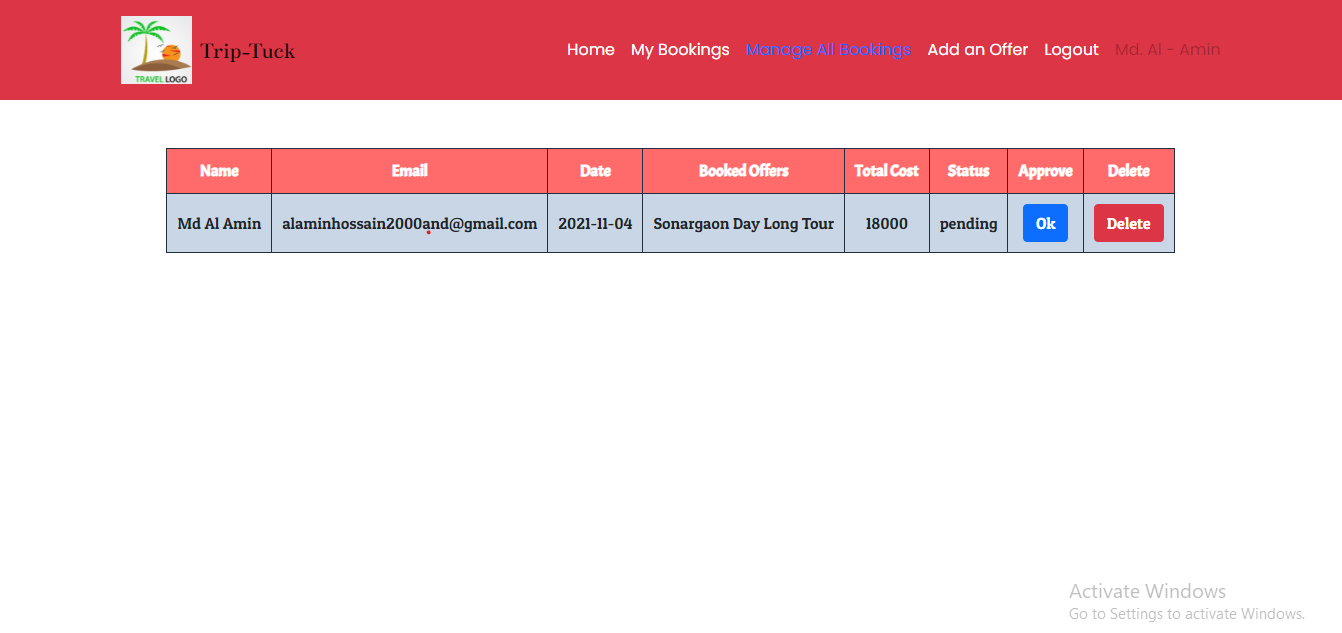 Trip-Tuck Home My Bookings Manage All Bookings Add an Offer Logout Md. Al - Amin
TRAVEL LOGO
Name Email Date Booked Offers Total Cost Status Approve Delete
Md Al Amin alaminhossain2000and@gmail.com 2021-11-04 Sonargaon Day Long Tour 18000 pending Ok Delete
Activate Windows
Go to Settings to activate Windows.